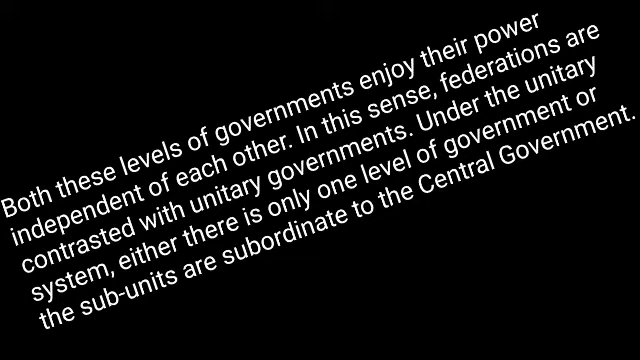 Both these levels of governments enjoy their power
independent of each other. In this sense, federations are
contrasted with unitary governments. Under the unitary
system, either there is only one level of government or
the sub-units are subordinate to the Central Government.